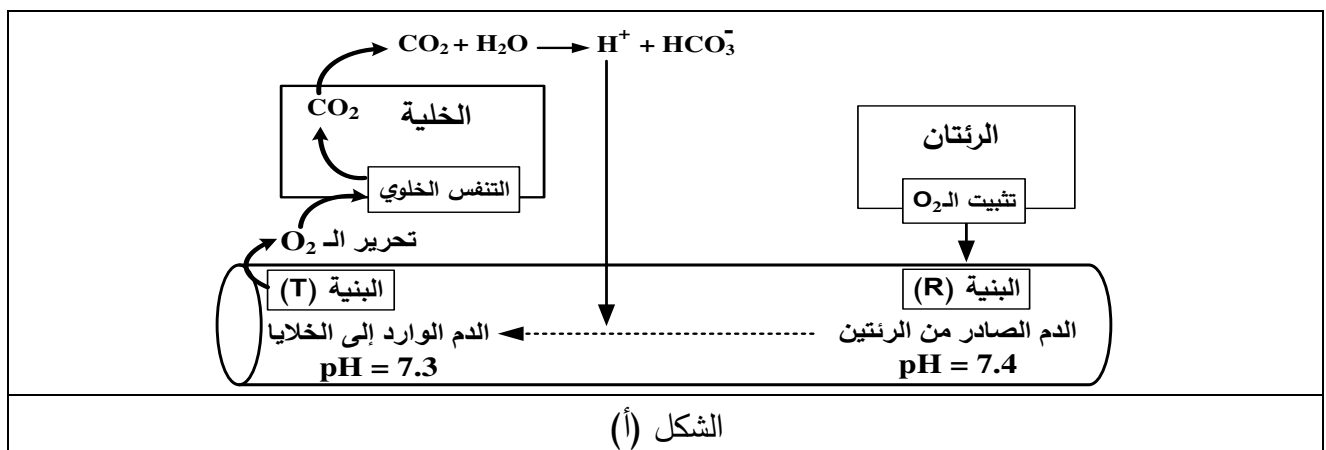 CO₂ + H₂O → H⁺ + HCO₃⁻
CO₂
الخلية
الرئتان
التنفس الخلوي
تثبيت الـO₂
تحرير الـ O₂
البنية (R)
البنية (T)
الدم الصادر من الرئتين
الدم الوارد إلى الخلايا
pH = 7.4
pH = 7.3
الشكل (أ)